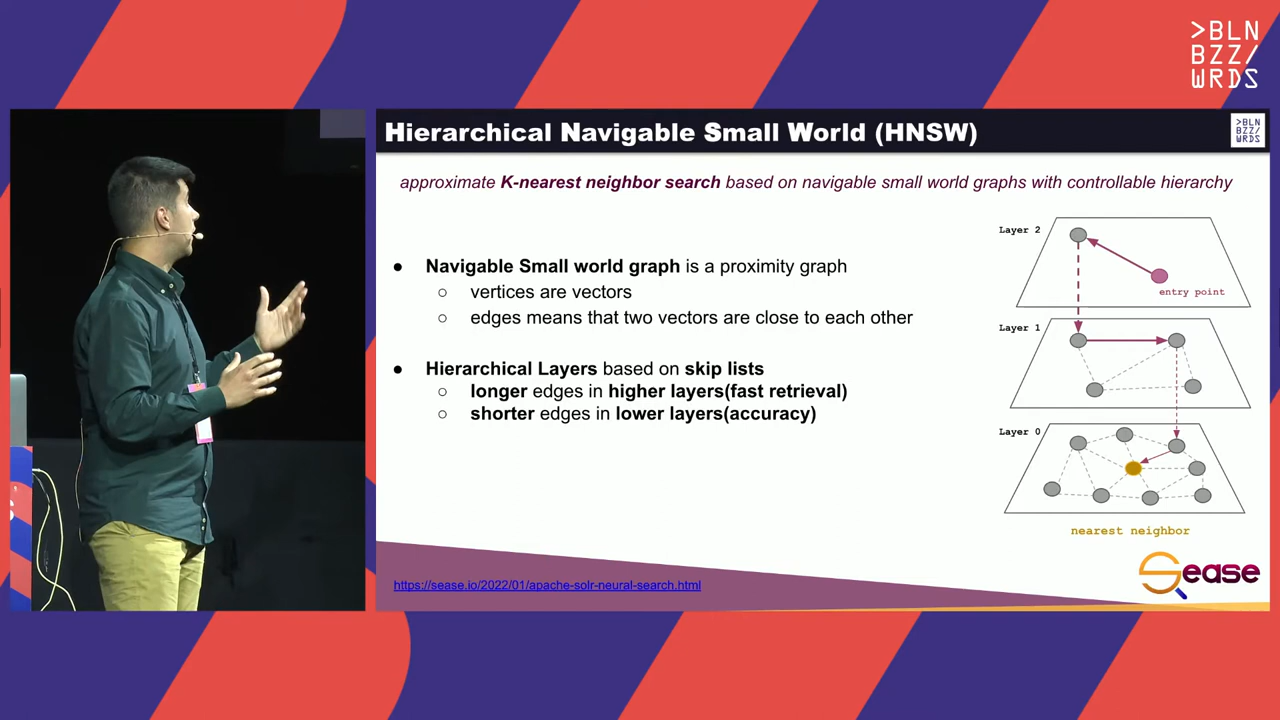 >BLN
BZZ/
WRDS
Hierarchical Navigable Small World (HNSW)
>BLN
BZZ/
WRDS
approximate K-nearest neighbor search based on navigable small world graphs with controllable hierarchy
● Navigable Small world graph is a proximity graph
○ vertices are vectors
○ edges means that two vectors are close to each other
● Hierarchical Layers based on skip lists
○ longer edges in higher layers(fast retrieval)
○ shorter edges in lower layers(accuracy)
Layer 2
entry point
Layer 1
Layer 0
nearest neighbor
https://sease.io/2022/01/apache-solr-neural-search.html
Sease